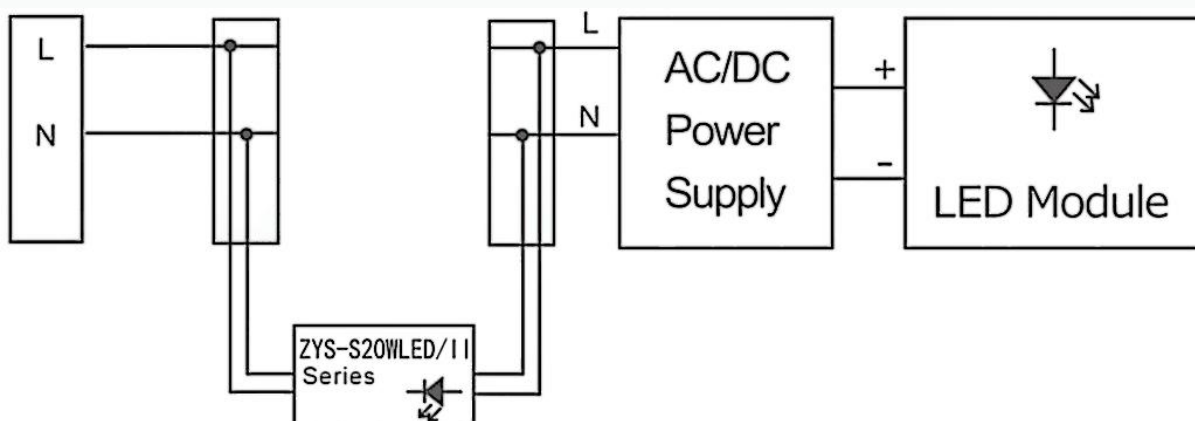 L
N
L
N
AC/DC
Power
Supply
+
-
LED Module
ZYS-S20WLED/II
Series